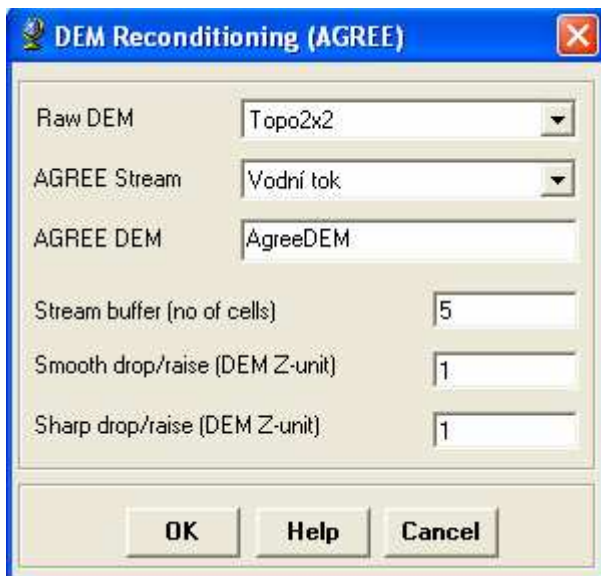 DEM Reconditioning (AGREE)
Raw DEM Topo2x2
AGREE Stream Vodní tok
AGREE DEM AgreeDEM
Stream buffer (no of cells) 5
Smooth drop/raise (DEM Z-unit) 1
Sharp drop/raise (DEM Z-unit) 1
OK Help Cancel